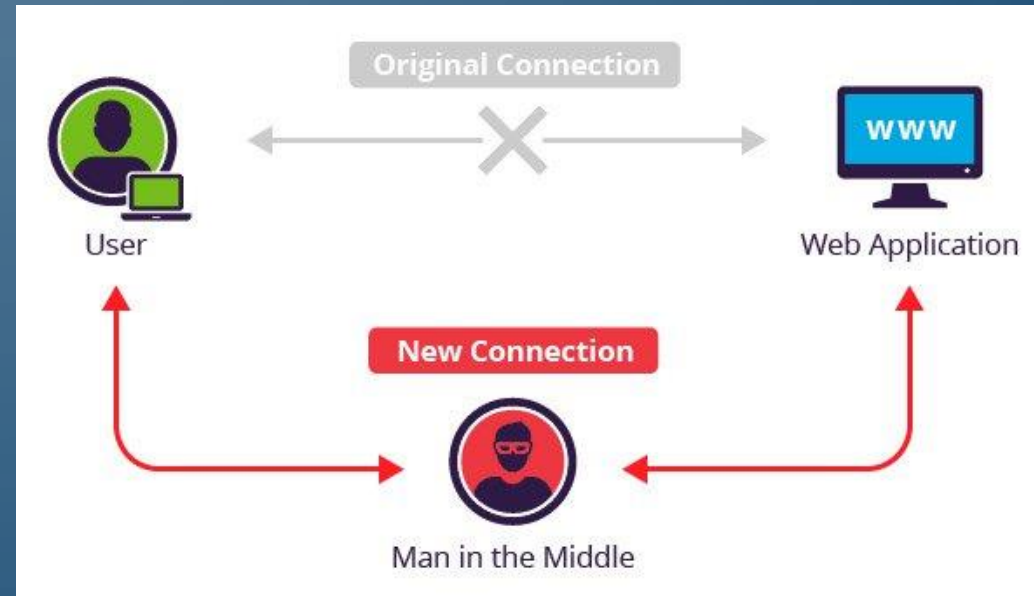 Original Connection
www
User
Web Application
New Connection
Man in the Middle